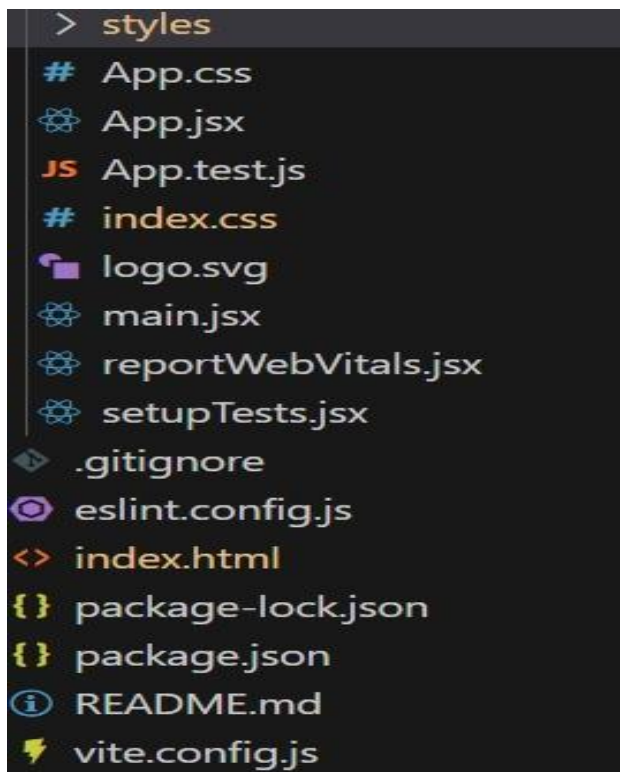 styles
# App.css
App.jsx
JS App.test.js
# index.css
logo.svg
main.jsx
reportWebVitals.jsx
setupTests.jsx
.gitignore
eslint.config.js
<> index.html
{} package-lock.json
{} package.json
README.md
vite.config.js